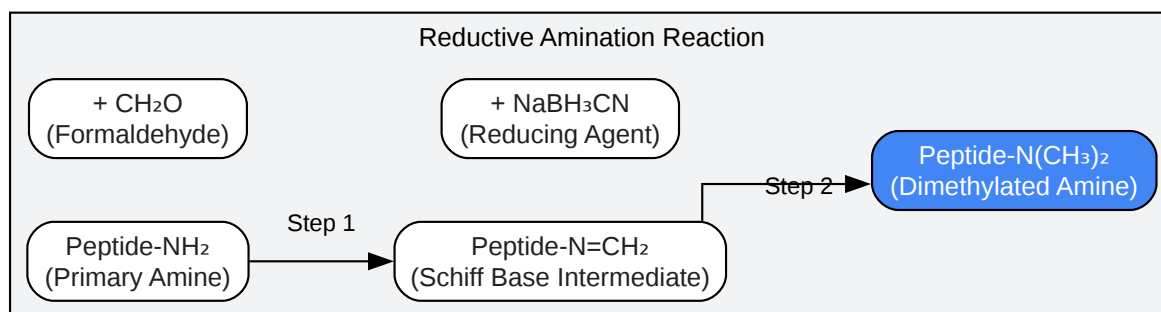 Reductive Amination Reaction
+ CH₂O
(Formaldehyde)
+ NaBH₃CN
(Reducing Agent)
Peptide-N(CH₃)₂
(Dimethylated Amine)
Step 2
Step 1
Peptide-NH₂
(Primary Amine)
Peptide-N=CH₂
(Schiff Base Intermediate)